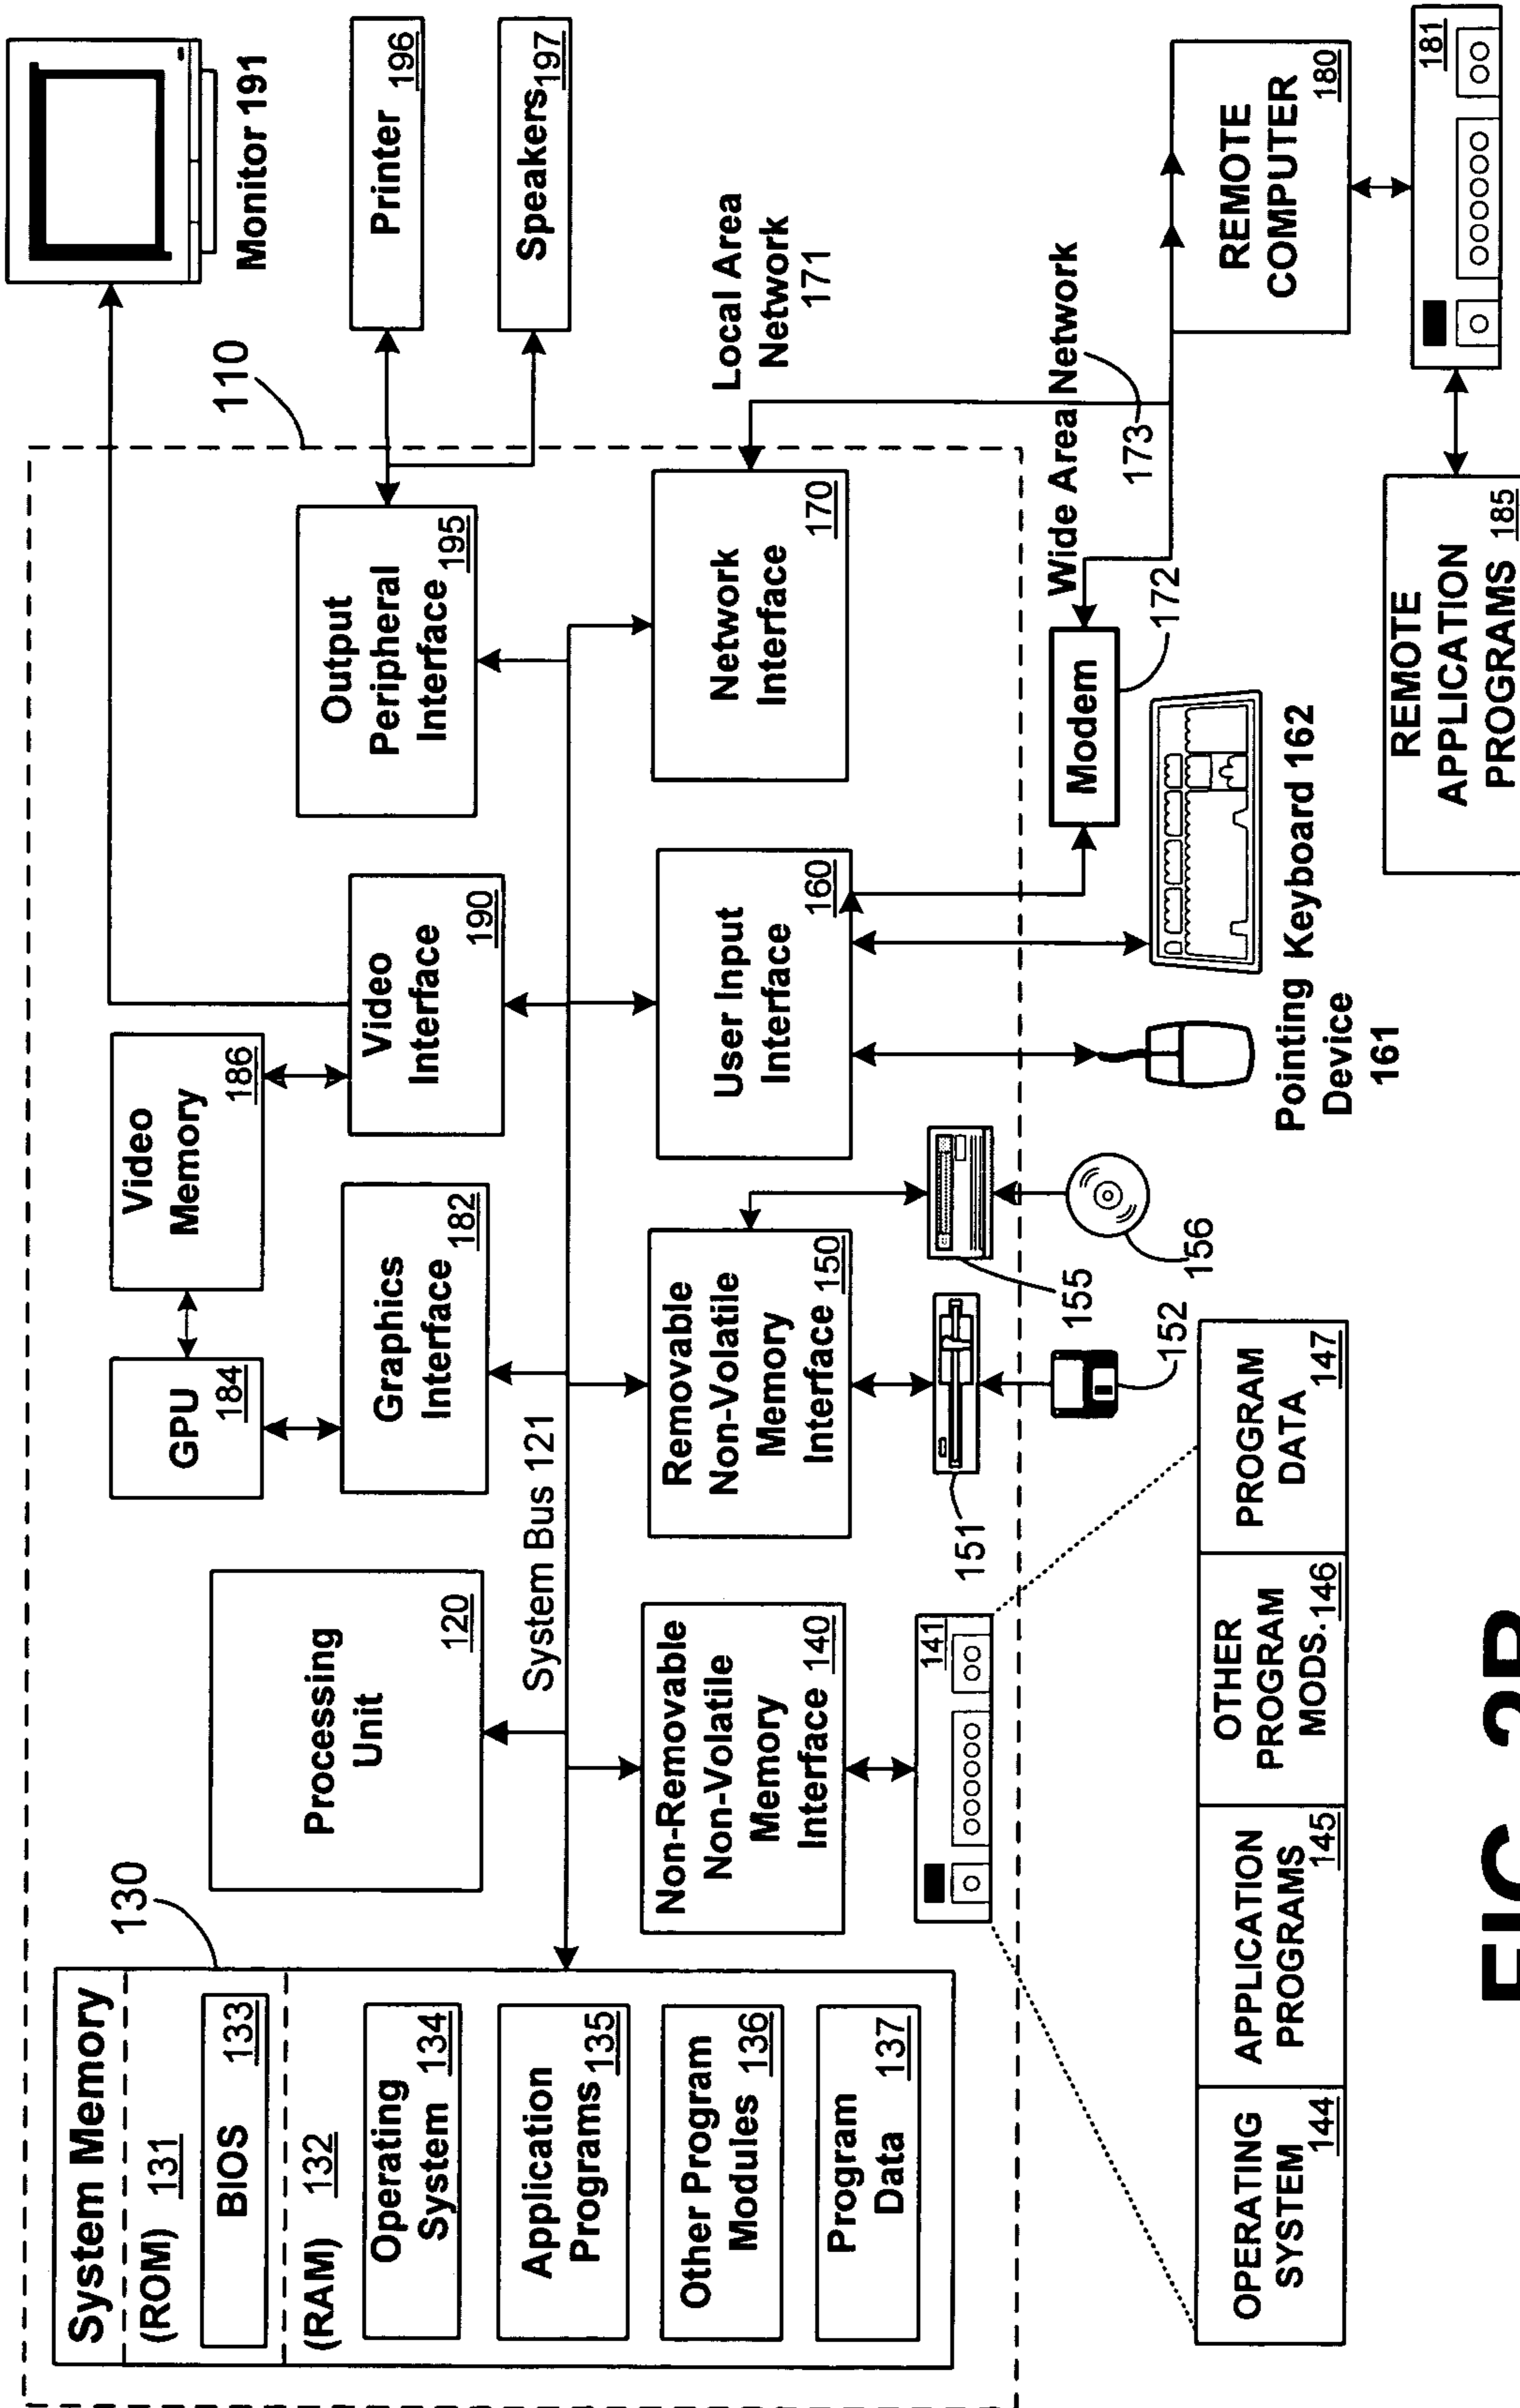 System Memory
(ROM) 131
BIOS 133
(RAM) 132
Operating
System 134
Application
Programs 135
Other Program
Modules 136
Program
Data 137
130
Processing
Unit
120
GPU
184
Video
Memory
186
Graphics
Interface
182
Video
Interface
190
Output
Peripheral
Interface 195
110
Monitor 191
Printer
196
Speakers 197
System Bus 121
Non-Removable
Non-Volatile
Memory
Interface 140
Removable
Non-Volatile
Memory
Interface 150
User Input
Interface
160
Network
Interface
170
Local Area
Network
171
141
151
155
152
156
Modem
172
Wide Area Network
173
Pointing
Device
161
Keyboard 162
REMOTE
COMPUTER
180
181
OPERATING
SYSTEM
144
APPLICATION
PROGRAMS
145
OTHER
PROGRAM
MODS. 146
PROGRAM
DATA
147
REMOTE
APPLICATION
PROGRAMS 185